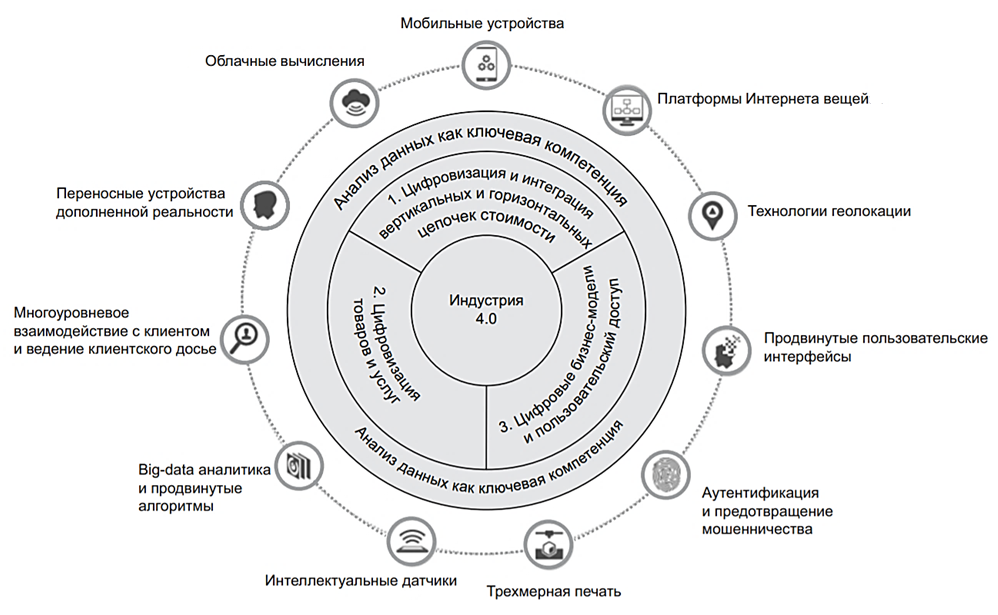 Мобильные устройства
Облачные вычисления
Платформы Интернета вещей
Переносные устройства
дополненной реальности
Технологии геолокации
Многоуровневое
взаимодействие с клиентом
и ведение клиентского досье
Продвинутые пользовательские
интерфейсы
Big-data аналитика
и продвинутые
алгоритмы
Аутентификация
и предотвращение
мошенничества
Интеллектуальные датчики
Трехмерная печать
Анализ данных как ключевая компетенция
1. Цифровизация и интеграция
вертикальных и горизонтальных
цепочек стоимости
Индустрия
4.0
2. Цифровизация
товаров и услуг
3. Цифровые бизнес-модели
и пользовательский доступ
Анализ данных как ключевая компетенция